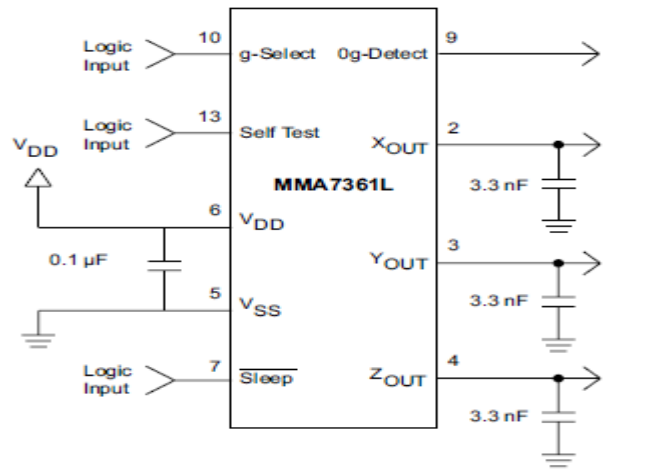 Logic
Input
10
g-Select
0g-Detect
9
Logic
Input
13
Self Test
XOUT
2
VDD
MMA7361L
3.3 nF
6
VDD
0.1 µF
YOUT
3
5
VSS
3.3 nF
Logic
Input
7
Sleep
ZOUT
4
3.3 nF